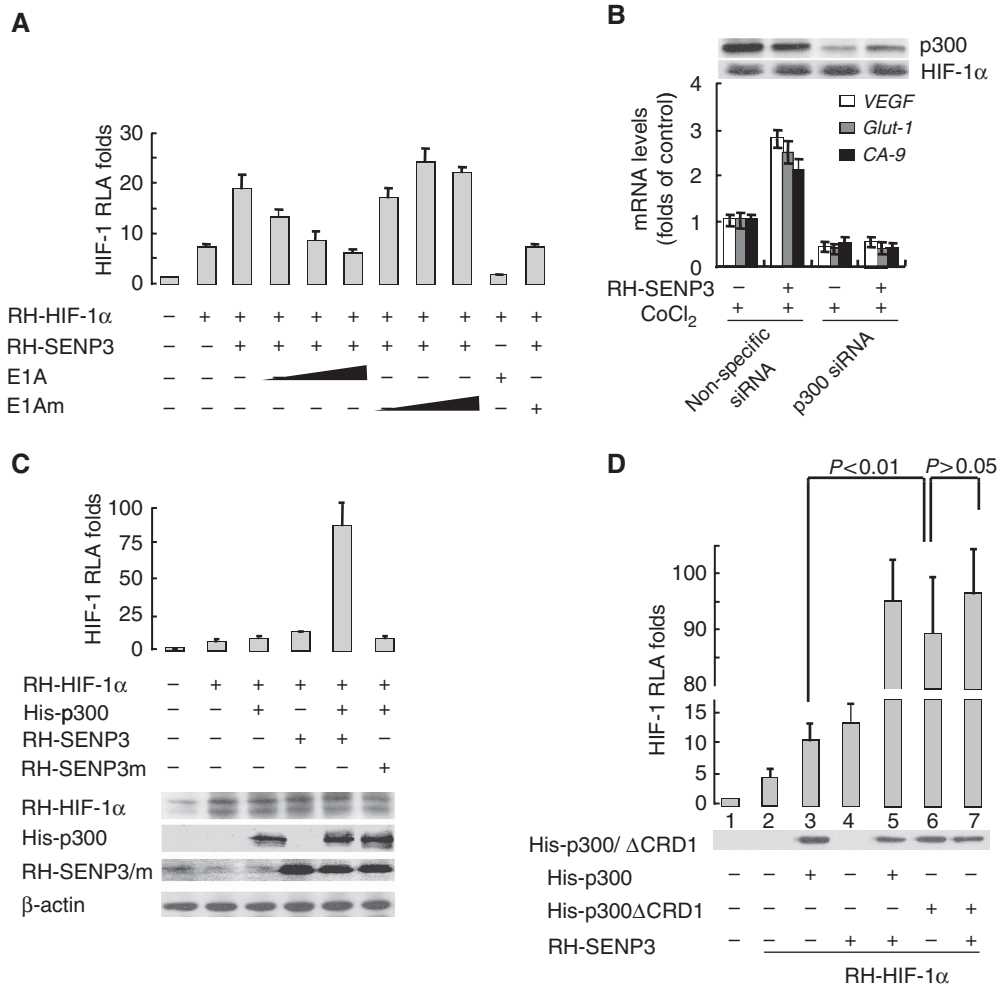 A
HIF-1 RLA folds
30
20
10
0
RH-HIF-1α – + + + + + + + + + +
RH-SENP3 – – + + + + + + + – +
E1A – – – – – – – + –
E1Am – – – – – – – – +
B
p300
HIF-1α
mRNA levels
(folds of control)
4
3
2
1
0
VEGF
Glut-1
CA-9
RH-SENP3 – + – +
CoCl2 + + + +
Non-specific
siRNA
p300 siRNA
C
HIF-1 RLA folds
100
75
50
25
0
RH-HIF-1α – + + + + +
His-p300 – – + – + +
RH-SENP3 – – – + + –
RH-SENP3m – – – – – +
RH-HIF-1α
His-p300
RH-SENP3/m
β-actin
D
P<0.01 P>0.05
HIF-1 RLA folds
100
90
80
15
10
5
0
1 2 3 4 5 6 7
His-p300/ ΔCRD1
His-p300 – – + – + – –
His-p300ΔCRD1 – – – – – + +
RH-SENP3 – – – + + – +
RH-HIF-1α